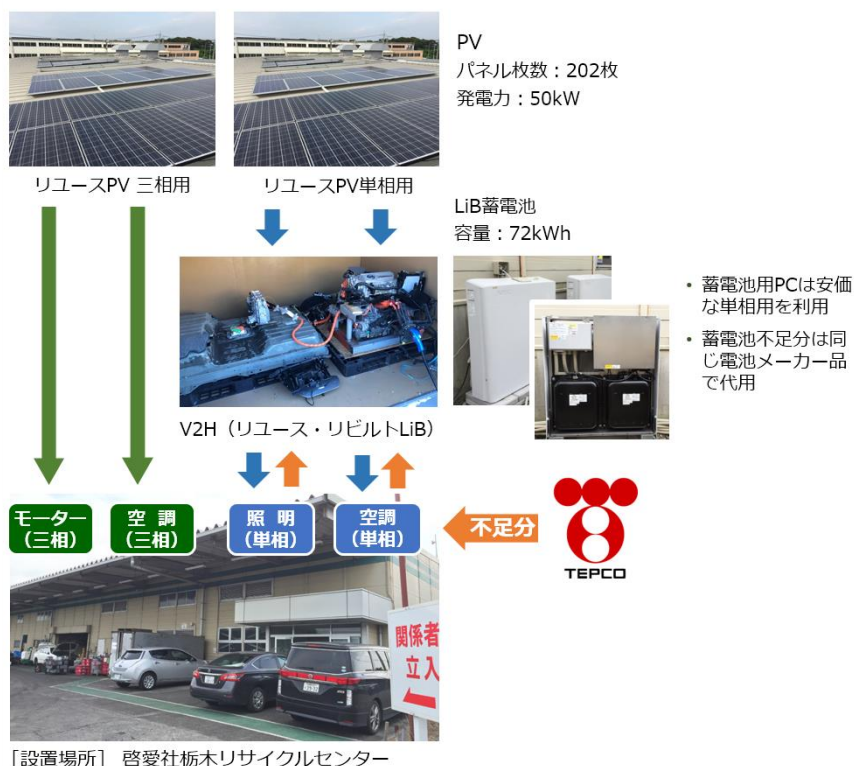 PV
パネル枚数：202枚
発電力：50kW
リユースPV 三相用
リユースPV単相用
LiB蓄電池
容量：72kWh
・蓄電池用PCは安価
な単相用を利用
・蓄電池不足分は同
じ電池メーカー品
で代用
V2H（リユース・リビルトLiB）
モーター
（三相）
空 調
（三相）
照 明
（単相）
空調
（単相）
不足分
TEPCO
関係者
立入
［設置場所］ 啓愛社栃木リサイクルセンター